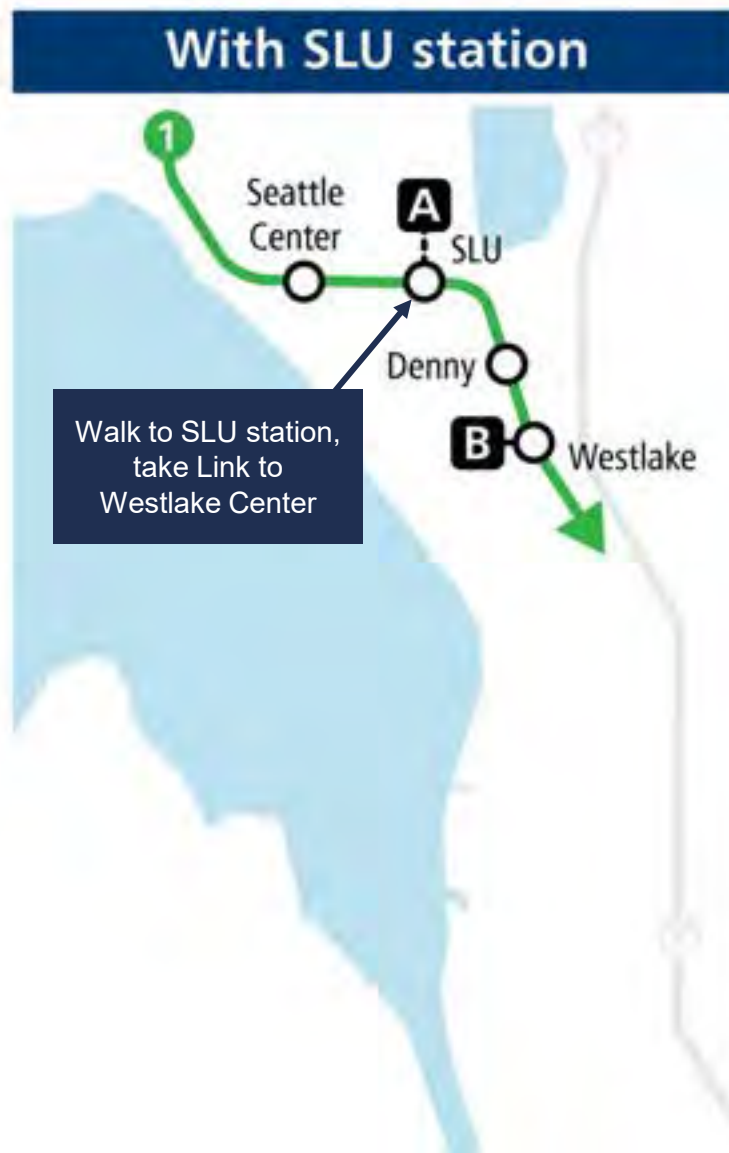 With SLU station
1
Seattle
Center
A
SLU
Denny
B
Westlake
Walk to SLU station,
take Link to
Westlake Center